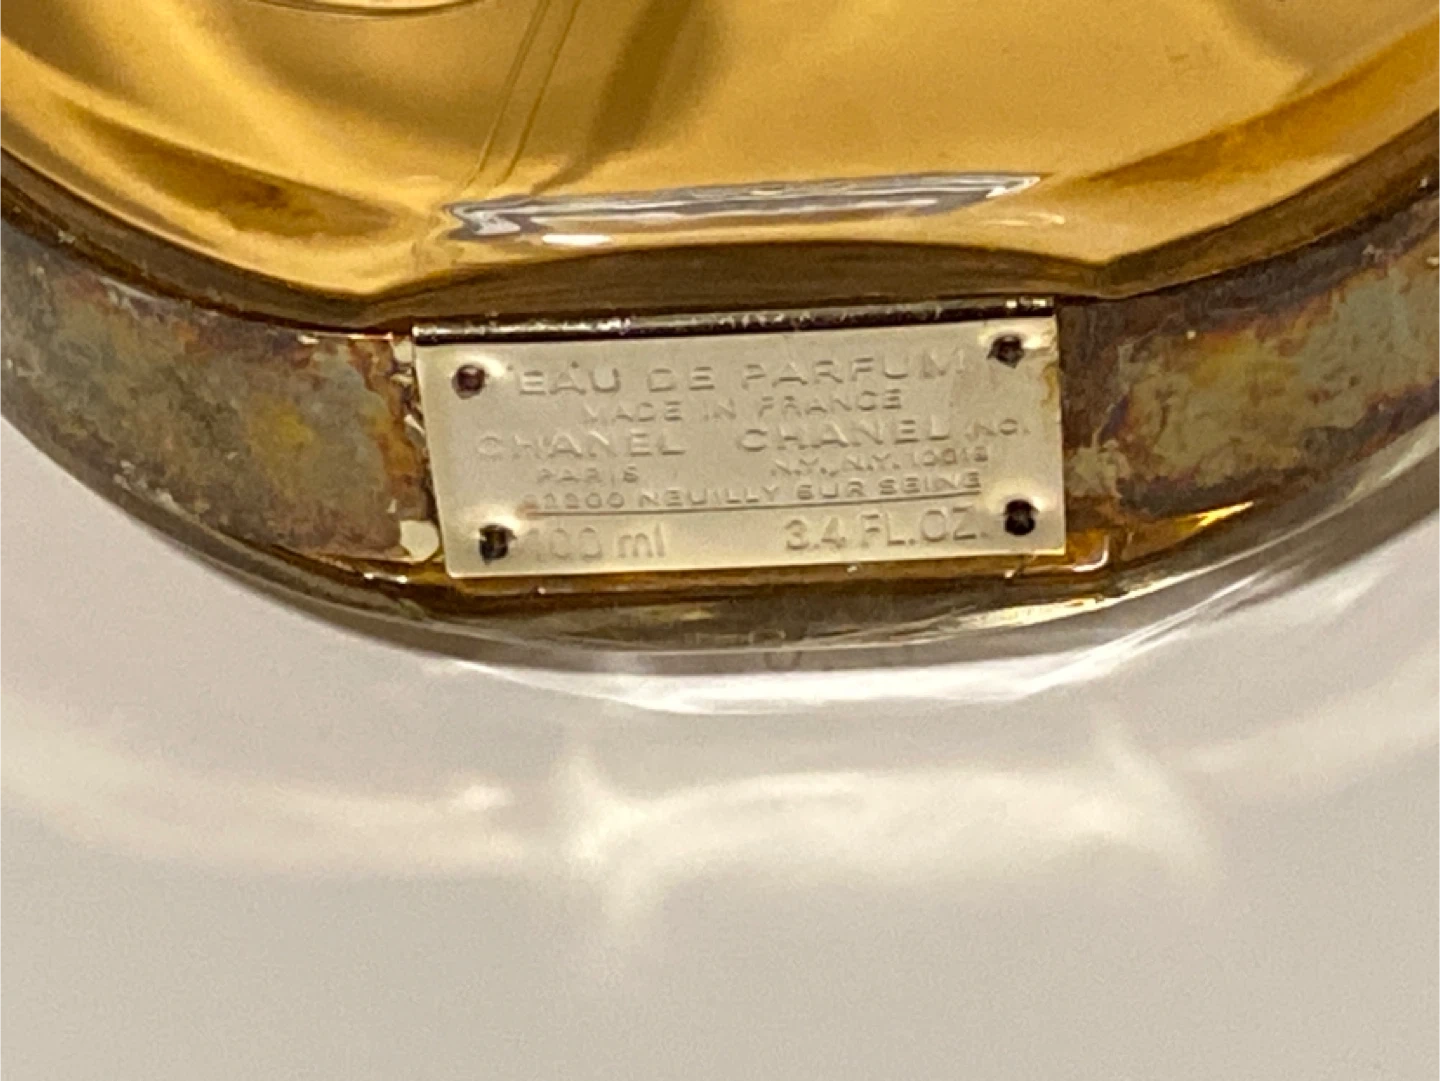 EAU DE PARFUM
MADE IN FRANCE
CHANEL CHANEL INC.
PARIS N.Y., N.Y. 10019
92200 NEUILLY SUR SEINE
100 ml 3.4 FL.OZ.